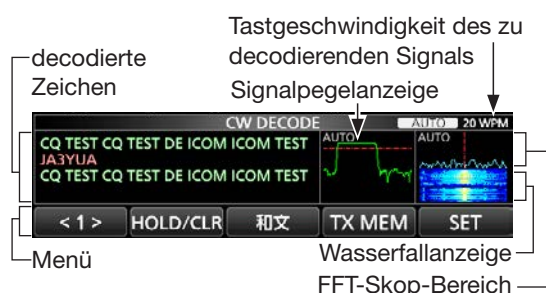 Tastgeschwindigkeit des zu
decodierenden Signals
decodierte
Zeichen
Signalpegelanzeige
CW DECODE
AUTO
20 WPM
CQ TEST CQ TEST DE ICOM ICOM TEST
JA3YUA
CQ TEST CQ TEST DE ICOM ICOM TEST
AUTO
AUTO
< 1 >
HOLD/CLR
和文
TX MEM
SET
Menü
Wasserfallanzeige
FFT-Skop-Bereich